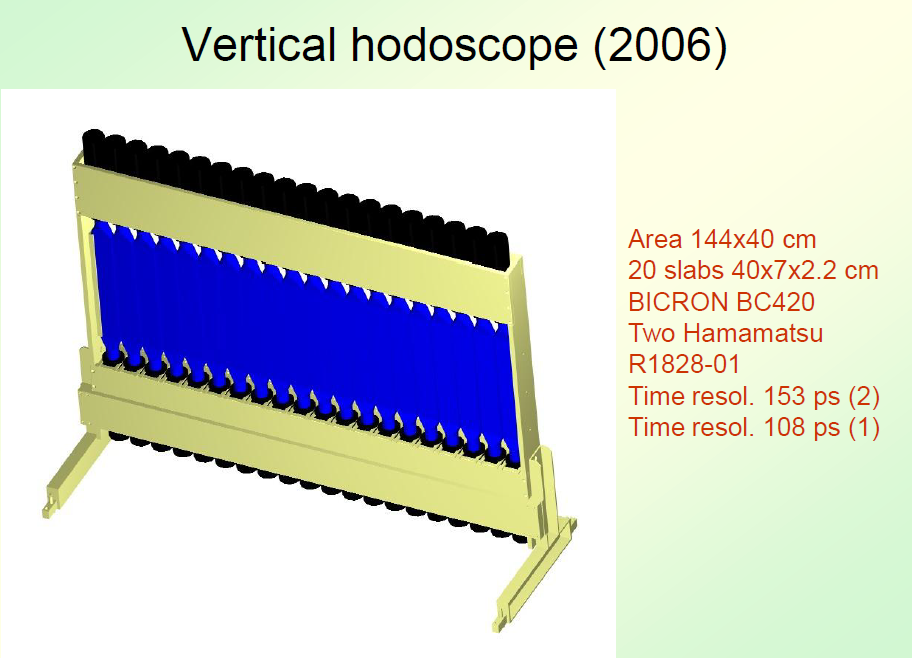 Vertical hodoscope (2006)
Area 144x40 cm
20 slabs 40x7x2.2 cm
BICRON BC420
Two Hamamatsu
R1828-01
Time resol. 153 ps (2)
Time resol. 108 ps (1)